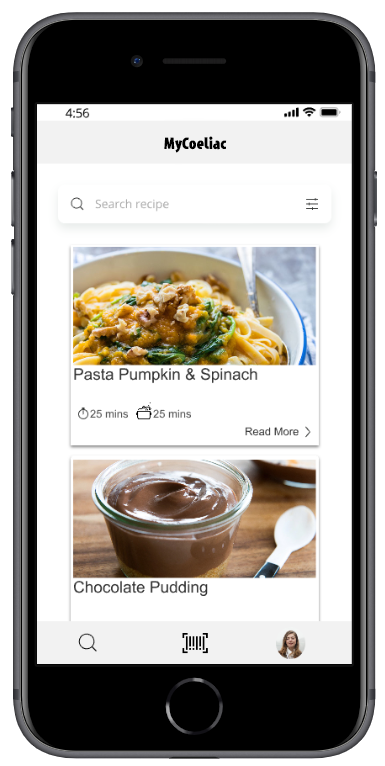 4:56
MyCoeliac
Search recipe
Pasta Pumpkin & Spinach
25 mins 25 mins
Read More
Chocolate Pudding